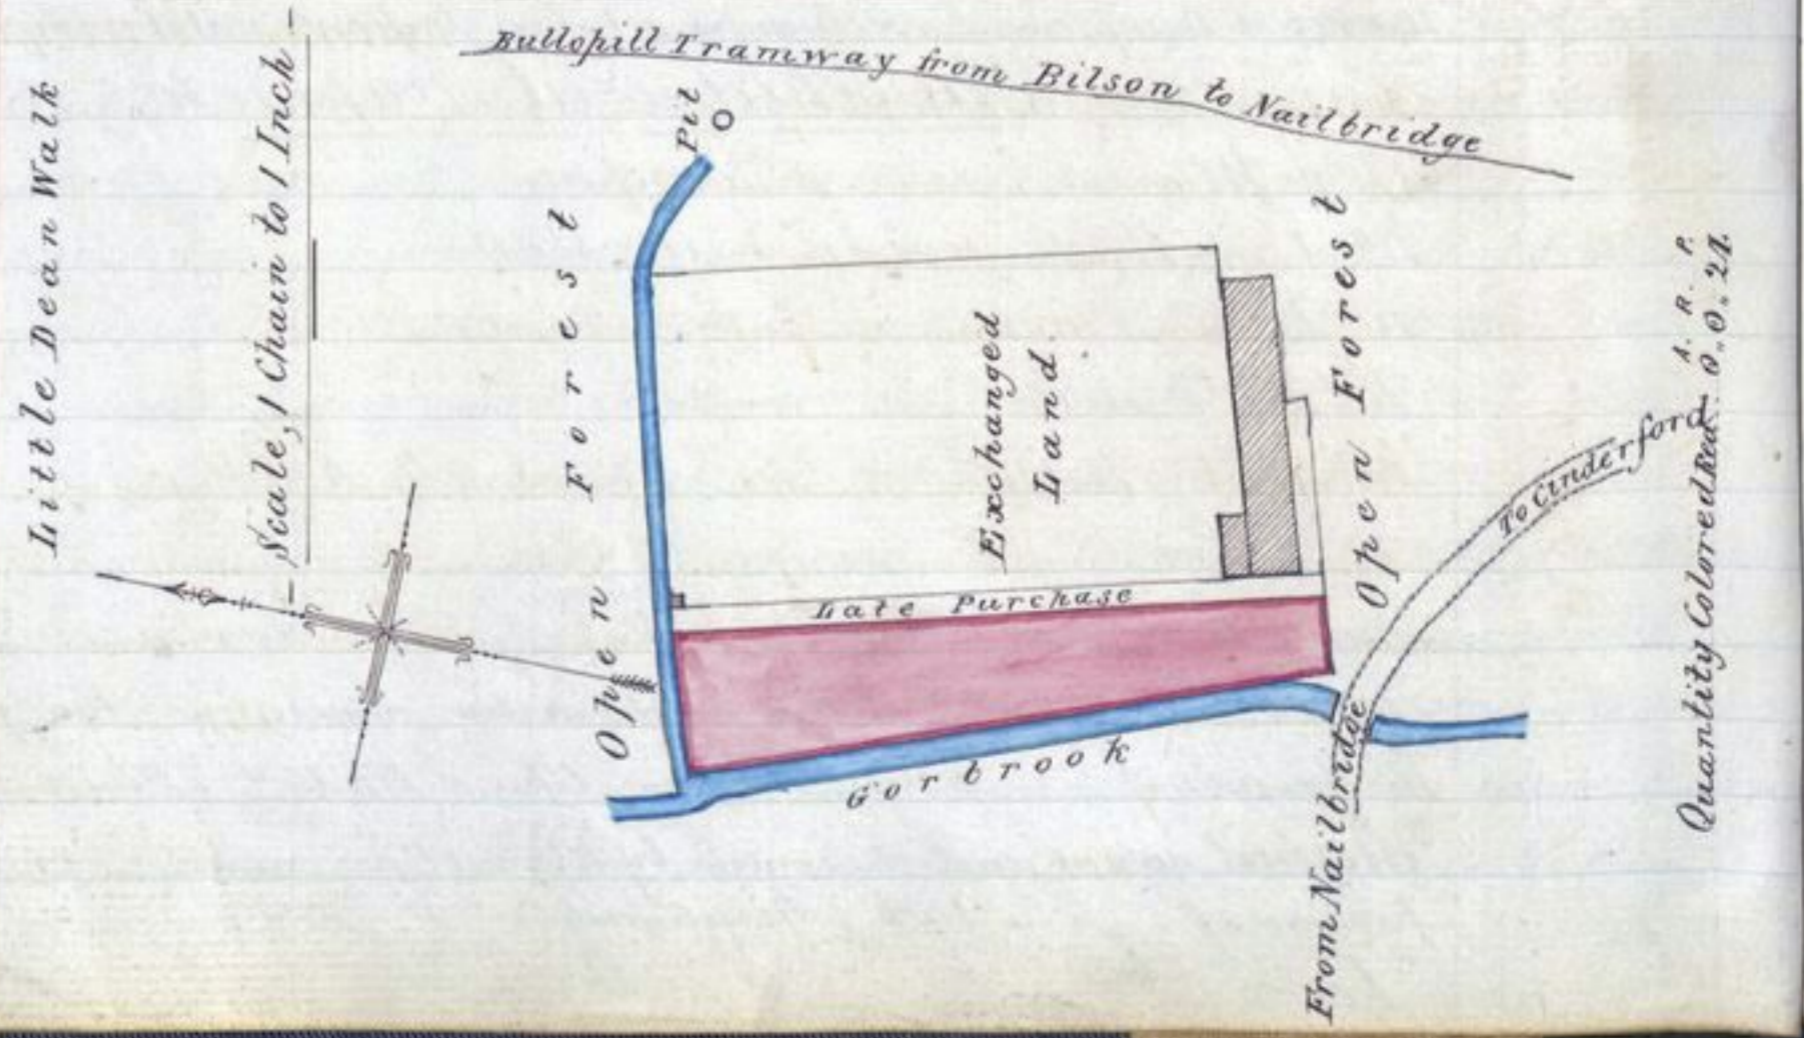 Little Dean Walk
Scale, 1 Chain to 1 Inch
Bullopill Tramway from Bilson to Nailbridge
Pit
Open Forest
Exchanged
Land.
Late Purchase
Open Forest
Gorbrook
To Cinderford
From Nailbridge
A. R. P.
Quantity Colored Red 0,, 0,, 24.